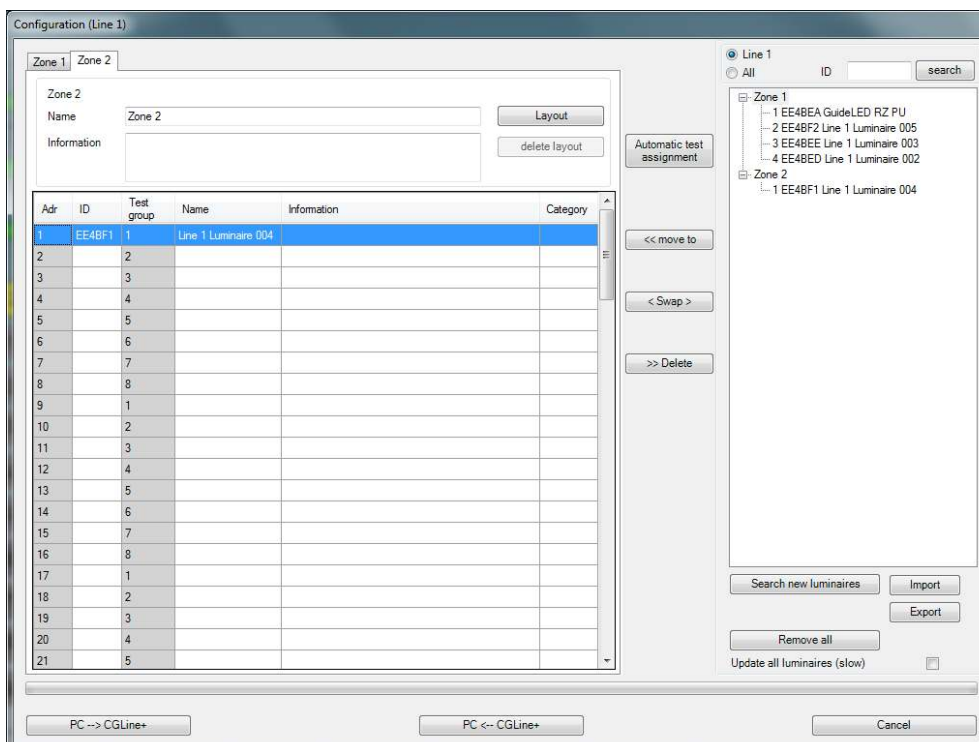 Configuration (Line 1)
Zone 1 Zone 2
Zone 2
Name Zone 2 Layout
Information delete layout
Adr ID Test group Name Information Category
1 EE4BF1 1 Line 1 Luminaire 004
2 2
3 3
4 4
5 5
6 6
7 7
8 8
9 1
10 2
11 3
12 4
13 5
14 6
15 7
16 8
17 1
18 2
19 3
20 4
21 5
Automatic test
assignment
<< move to
< Swap >
>> Delete
Line 1
All ID search
Zone 1
1 EE4BEA GuideLED RZ PU
2 EE4BF2 Line 1 Luminaire 005
3 EE4BEE Line 1 Luminaire 003
4 EE4BED Line 1 Luminaire 002
Zone 2
1 EE4BF1 Line 1 Luminaire 004
Search new luminaires Import
Export
Remove all
Update all luminaires (slow)
PC --> CGLine+ PC <-- CGLine+ Cancel